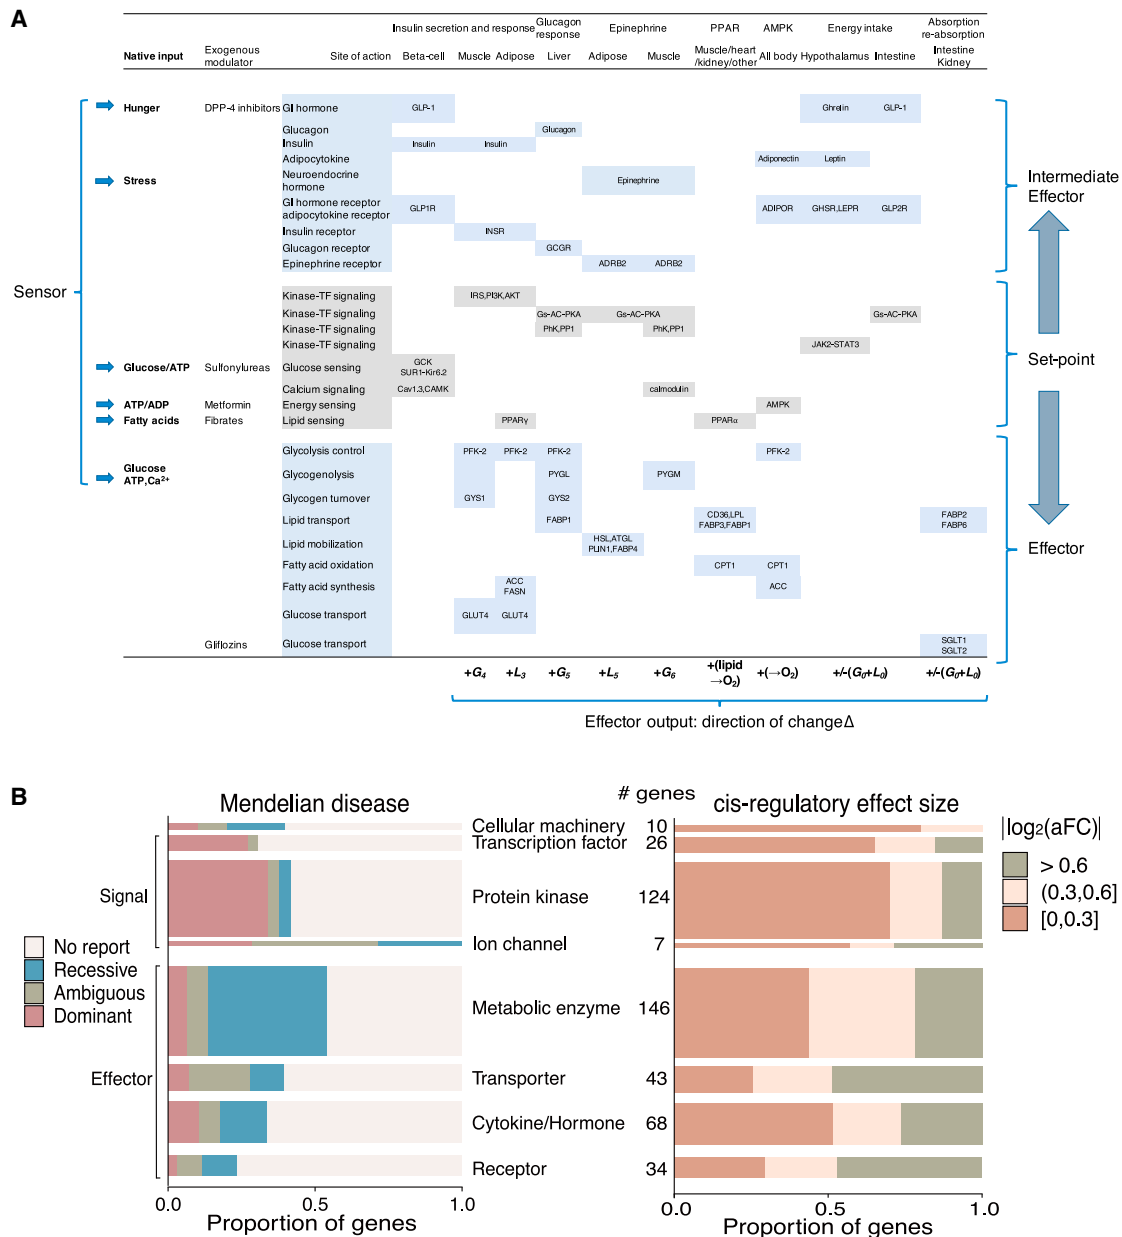 A
Insulin secretion and response
Glucagon response
Epinephrine
PPAR
AMPK
Energy intake
Absorption re-absorption
Native input
Exogenous modulator
Site of action
Beta-cell
Muscle
Adipose
Liver
Adipose
Muscle
Muscle/heart /kidney/other
All body
Hypothalamus
Intestine
Intestine Kidney
Sensor
Hunger DPP-4 inhibitors GI hormone GLP-1 Ghrelin GLP-1
Glucagon Glucagon
Insulin Insulin Insulin
Adipocytokine Adiponectin Leptin
Stress Neuroendocrine hormone Epinephrine
GI hormone receptor adipocytokine receptor GLP1R ADIPOR GHSR,LEPR GLP2R
Insulin receptor INSR
Glucagon receptor GCGR
Epinephrine receptor ADRB2 ADRB2
Intermediate Effector
Kinase-TF signaling IRS,PI3K,AKT
Kinase-TF signaling Gs-AC-PKA Gs-AC-PKA Gs-AC-PKA
Kinase-TF signaling PhK,PP1 PhK,PP1
Kinase-TF signaling JAK2-STAT3
Glucose/ATP Sulfonylureas Glucose sensing GCK SUR1-Kir6.2
Calcium signaling Cav1.3,CAMK calmodulin
ATP/ADP Metformin Energy sensing AMPK
Fatty acids Fibrates Lipid sensing PPARγ PPARα
Set-point
Glycolysis control PFK-2 PFK-2 PFK-2 PFK-2
Glucose ATP,Ca²⁺ Glycogenolysis PYGL PYGM
Glycogen turnover GYS1 GYS2
Lipid transport FABP1 CD36,LPL FABP3,FABP1 FABP2 FABP6
Lipid mobilization HSL,ATGL PLIN1,FABP4
Fatty acid oxidation CPT1 CPT1
Fatty acid synthesis ACC FASN ACC
Glucose transport GLUT4 GLUT4
Gliflozins Glucose transport SGLT1 SGLT2
Effector
+G₄ +L₃ +G₅ +L₅ +G₆ +(lipid →O₂) +(→O₂) +/-(G₀+L₀) +/-(G₀+L₀)
Effector output: direction of changeΔ
B
Mendelian disease
# genes
cis-regulatory effect size
Cellular machinery 10
Transcription factor 26
Protein kinase 124
Ion channel 7
Metabolic enzyme 146
Transporter 43
Cytokine/Hormone 68
Receptor 34
Signal
Effector
No report
Recessive
Ambiguous
Dominant
|log₂(aFC)|
> 0.6
(0.3,0.6]
[0,0.3]
0.0 0.5 1.0
Proportion of genes
0.0 0.5 1.0
Proportion of genes